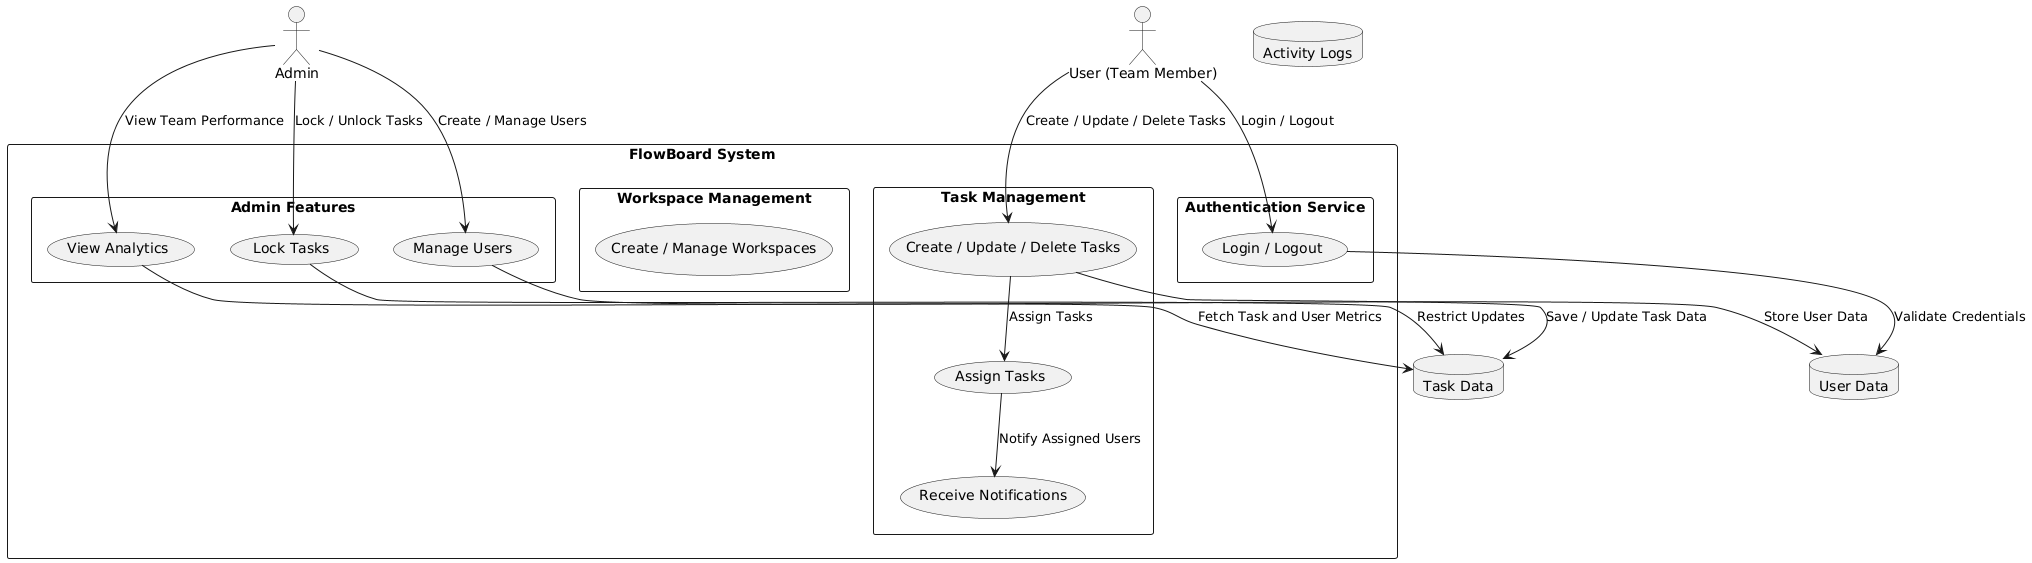 Admin
User (Team Member)
Activity Logs
View Team Performance
Lock / Unlock Tasks
Create / Manage Users
Create / Update / Delete Tasks
Login / Logout
FlowBoard System
Admin Features
Workspace Management
Task Management
Authentication Service
View Analytics
Lock Tasks
Manage Users
Create / Manage Workspaces
Create / Update / Delete Tasks
Login / Logout
Assign Tasks
Fetch Task and User Metrics
Restrict Updates
Save / Update Task Data
Store User Data
Validate Credentials
Assign Tasks
Task Data
User Data
Notify Assigned Users
Receive Notifications